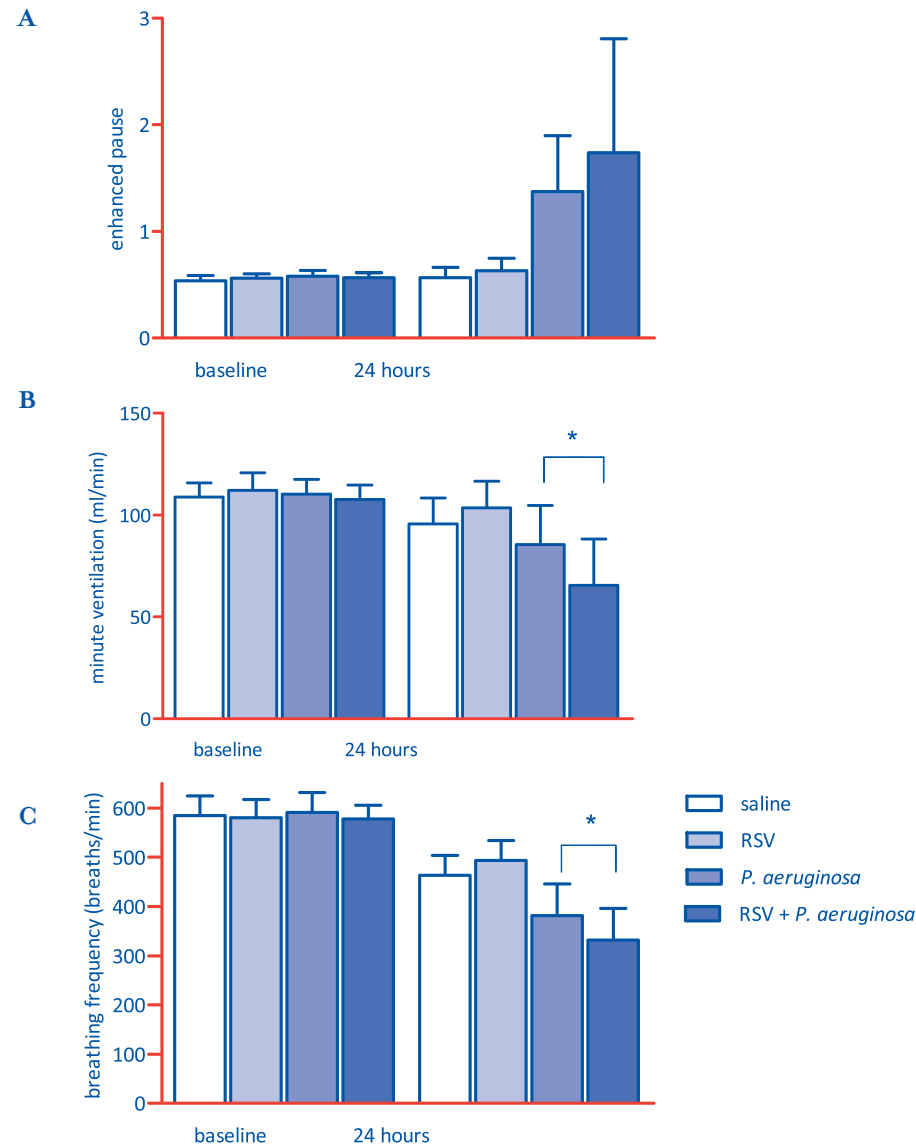 A
3
2
1
0
enhanced pause
baseline 24 hours
B
150
100
50
0
minute ventilation (ml/min)
*
baseline 24 hours
C
600
500
400
300
200
100
0
breathing frequency (breaths/min)
*
baseline 24 hours
saline
RSV
P. aeruginosa
RSV + P. aeruginosa